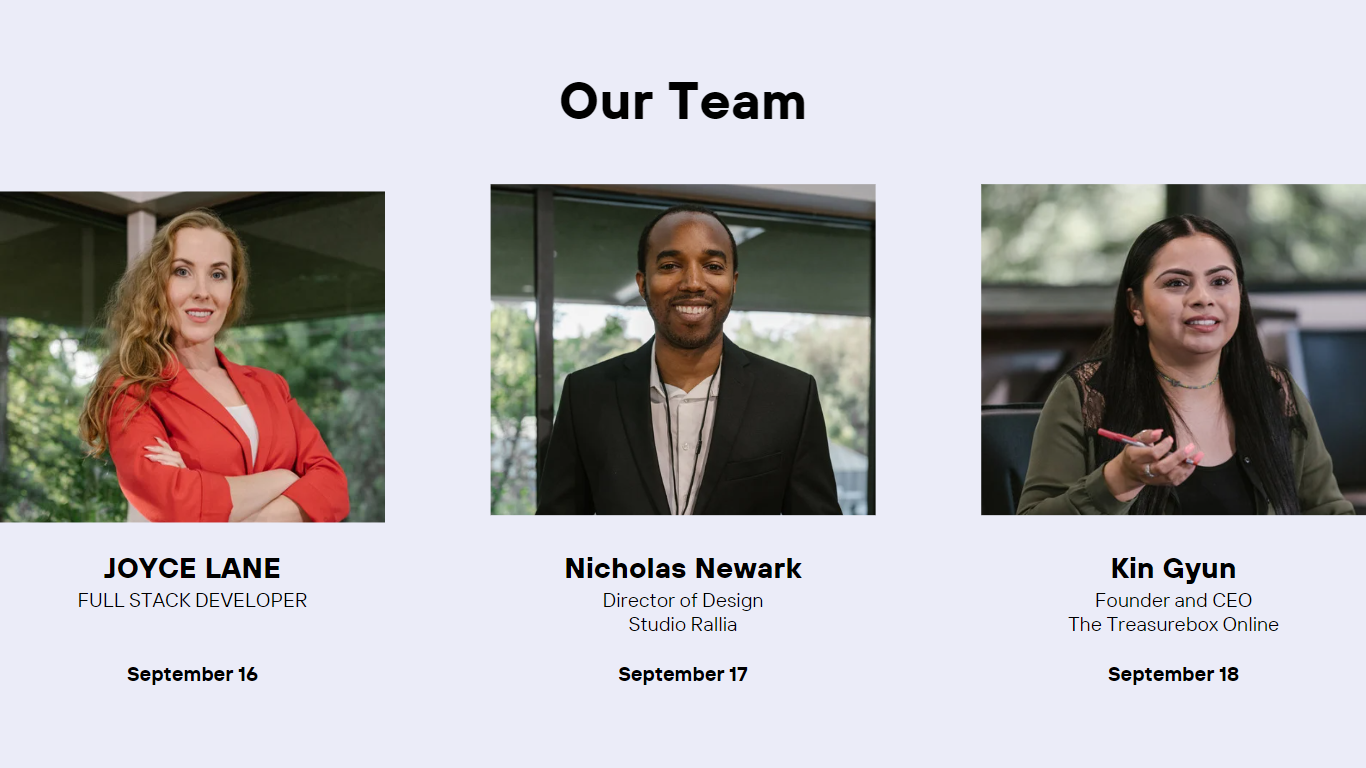 Our Team
JOYCE LANE
FULL STACK DEVELOPER
September 16
Nicholas Newark
Director of Design
Studio Rallia
September 17
Kin Gyun
Founder and CEO
The Treasurebox Online
September 18